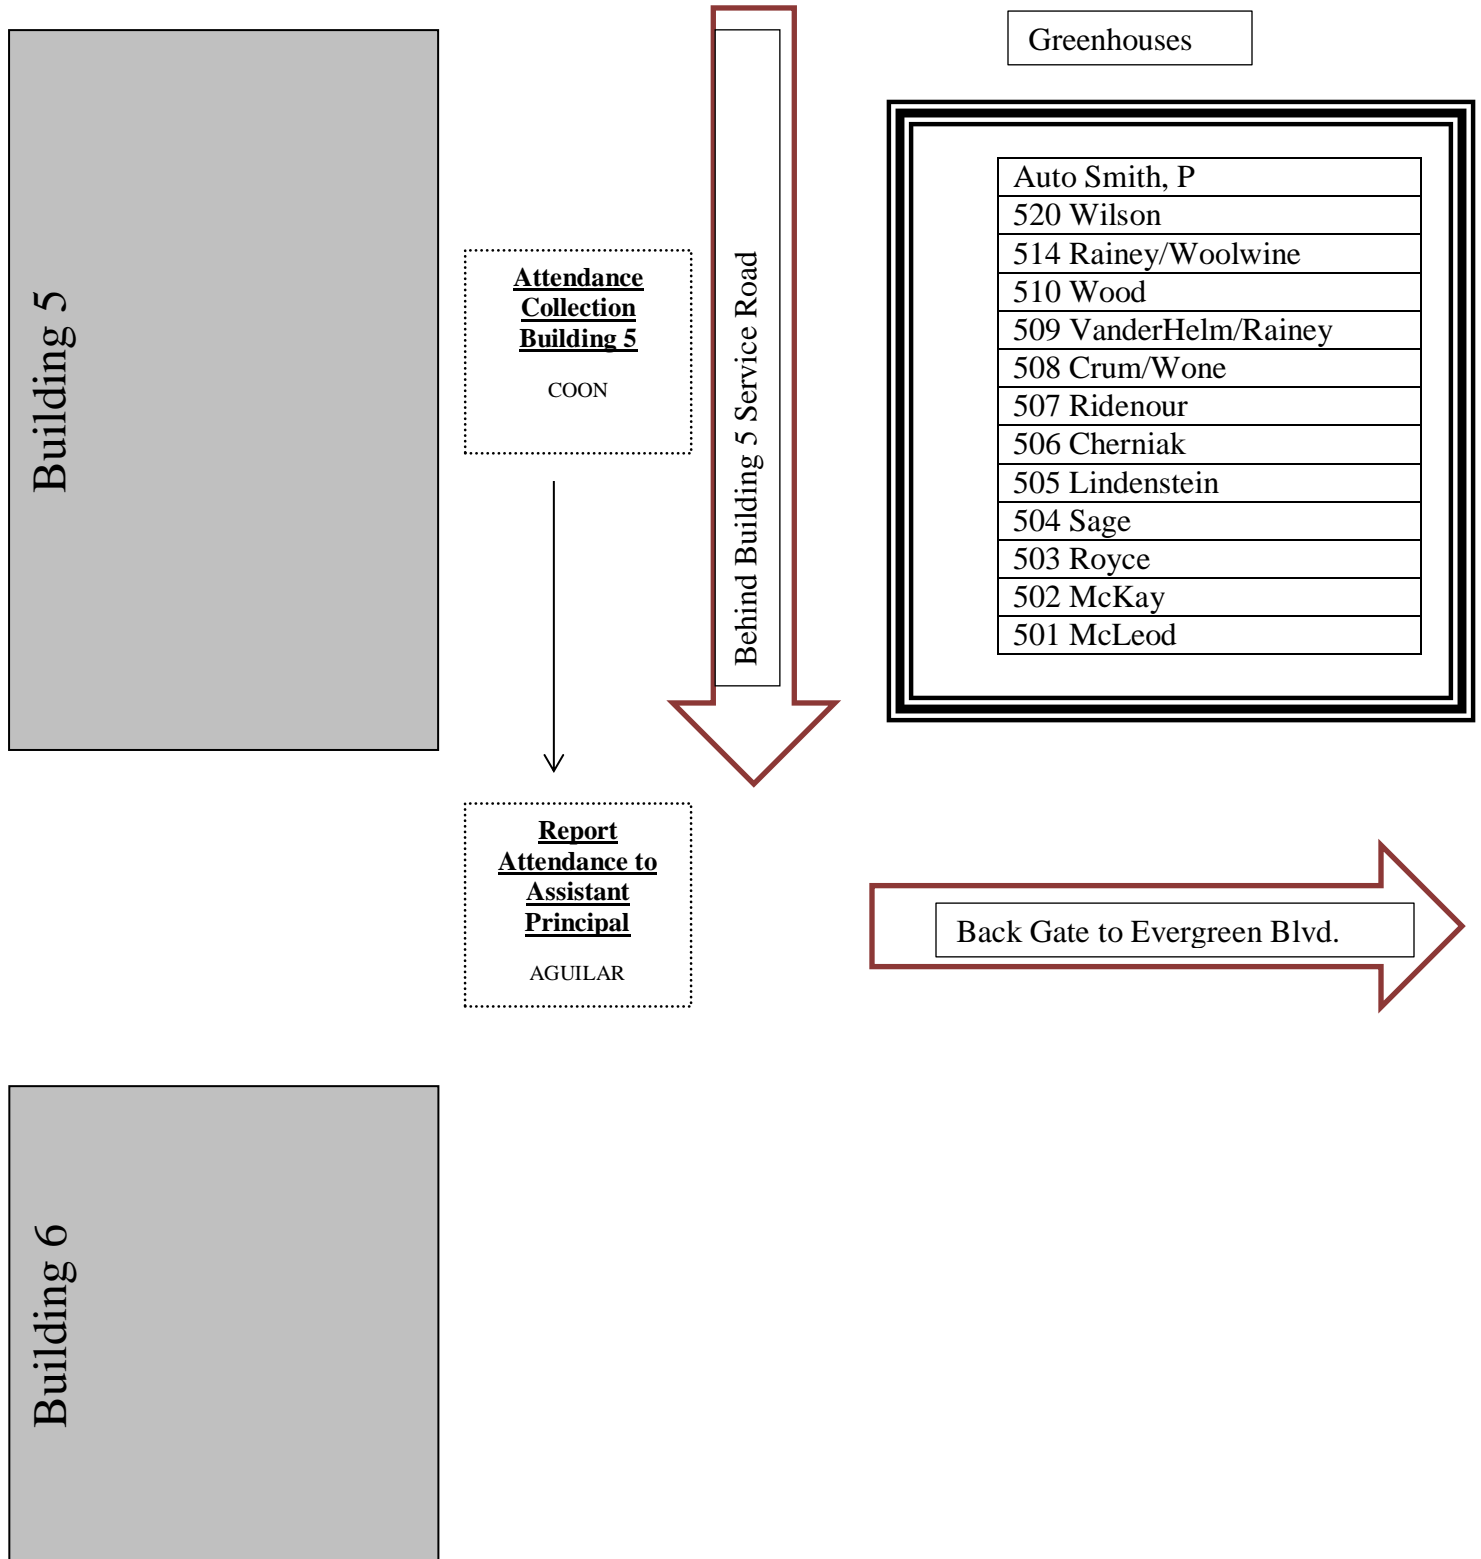 Greenhouses
Building 5
Attendance
Collection
Building 5
COON
Behind Building 5 Service Road
Auto Smith, P
520 Wilson
514 Rainey/Woolwine
510 Wood
509 VanderHelm/Rainey
508 Crum/Wone
507 Ridenour
506 Cherniak
505 Lindenstein
504 Sage
503 Royce
502 McKay
501 McLeod
Report
Attendance to
Assistant
Principal
AGUILAR
Back Gate to Evergreen Blvd.
Building 6